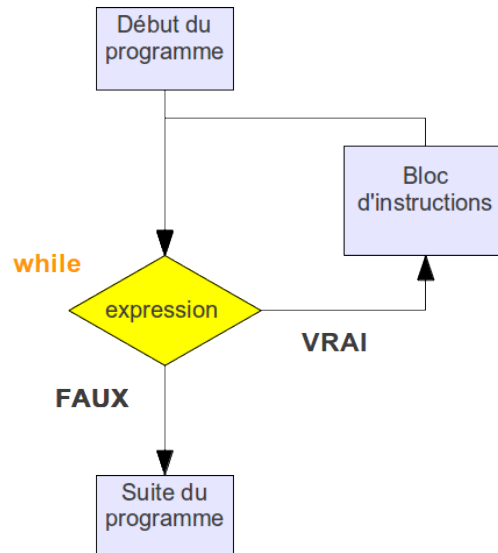 Début du
programme
Bloc
d'instructions
while
expression
VRAI
FAUX
Suite du
programme